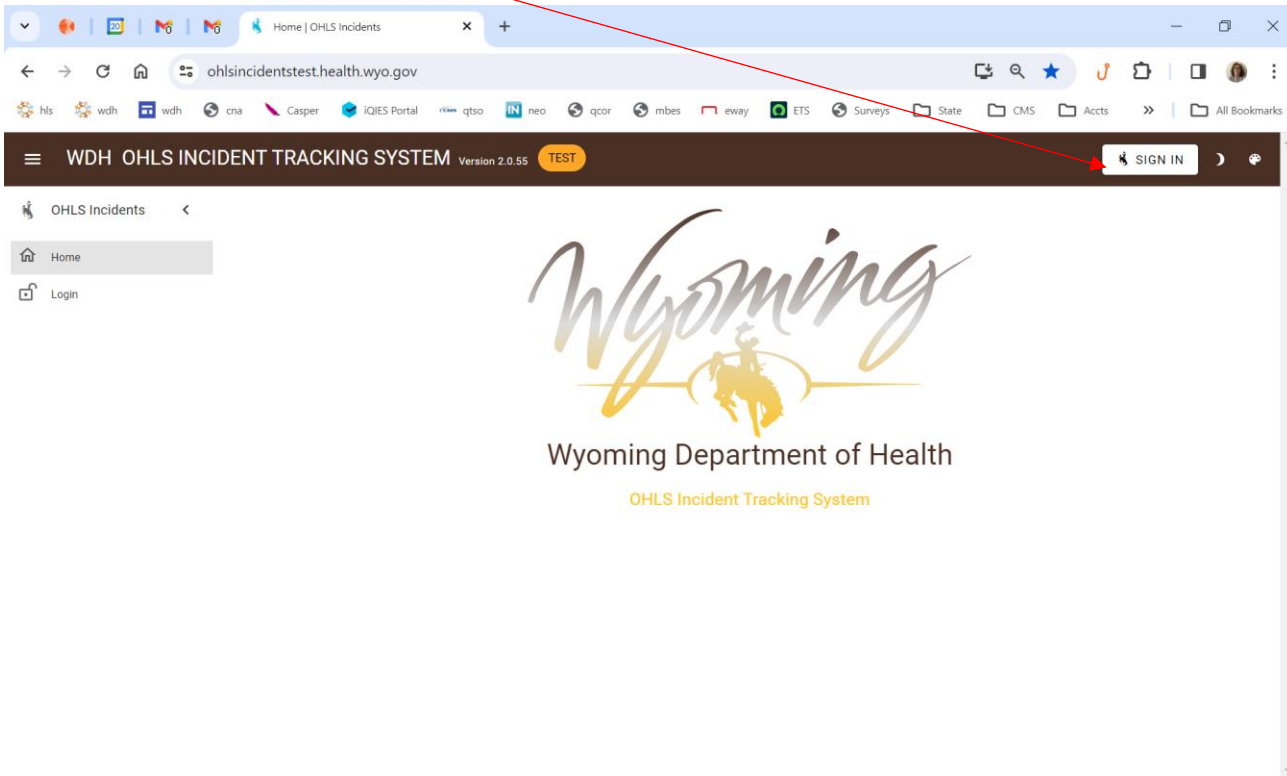 20
Home | OHLS Incidents
ohlsincidentstest.health.wyo.gov
hls wdh wdh cna Casper iQIES Portal qtso IN neo qcor mbes eway ETS Surveys State CMS Accts All Bookmarks
WDH OHLS INCIDENT TRACKING SYSTEM Version 2.0.55 TEST SIGN IN
OHLS Incidents
Home
Login
Wyoming
Wyoming Department of Health
OHLS Incident Tracking System